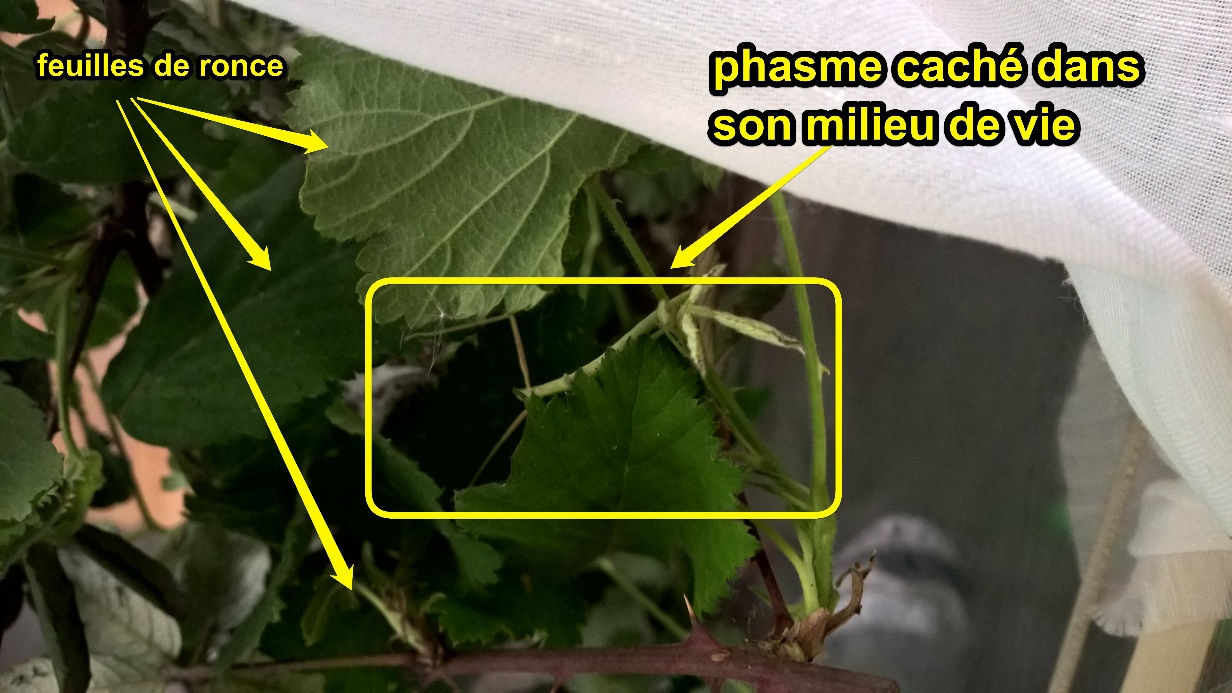 feuilles de ronce
phasme caché dans
son milieu de vie